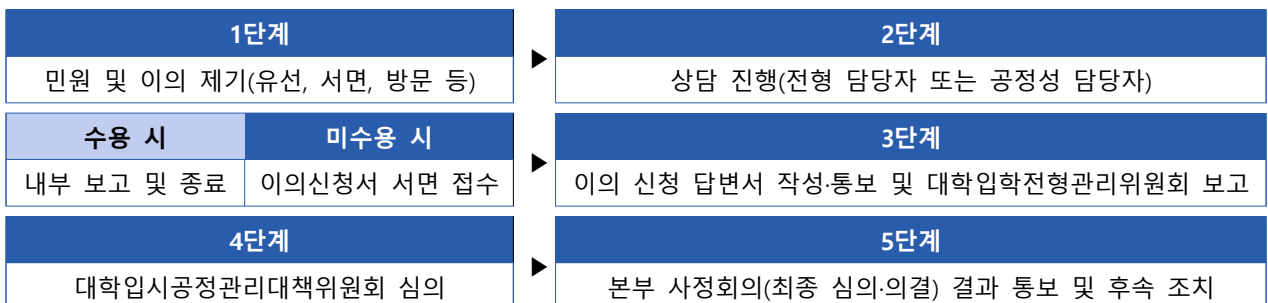 1단계
▶
2단계
민원 및 이의 제기(유선, 서면, 방문 등)
상담 진행(전형 담당자 또는 공정성 담당자)
수용 시
미수용 시
▶
3단계
내부 보고 및 종료
이의신청서 서면 접수
이의 신청 답변서 작성·통보 및 대학입학전형관리위원회 보고
4단계
▶
5단계
대학입시공정관리대책위원회 심의
본부 사정회의(최종 심의·의결) 결과 통보 및 후속 조치